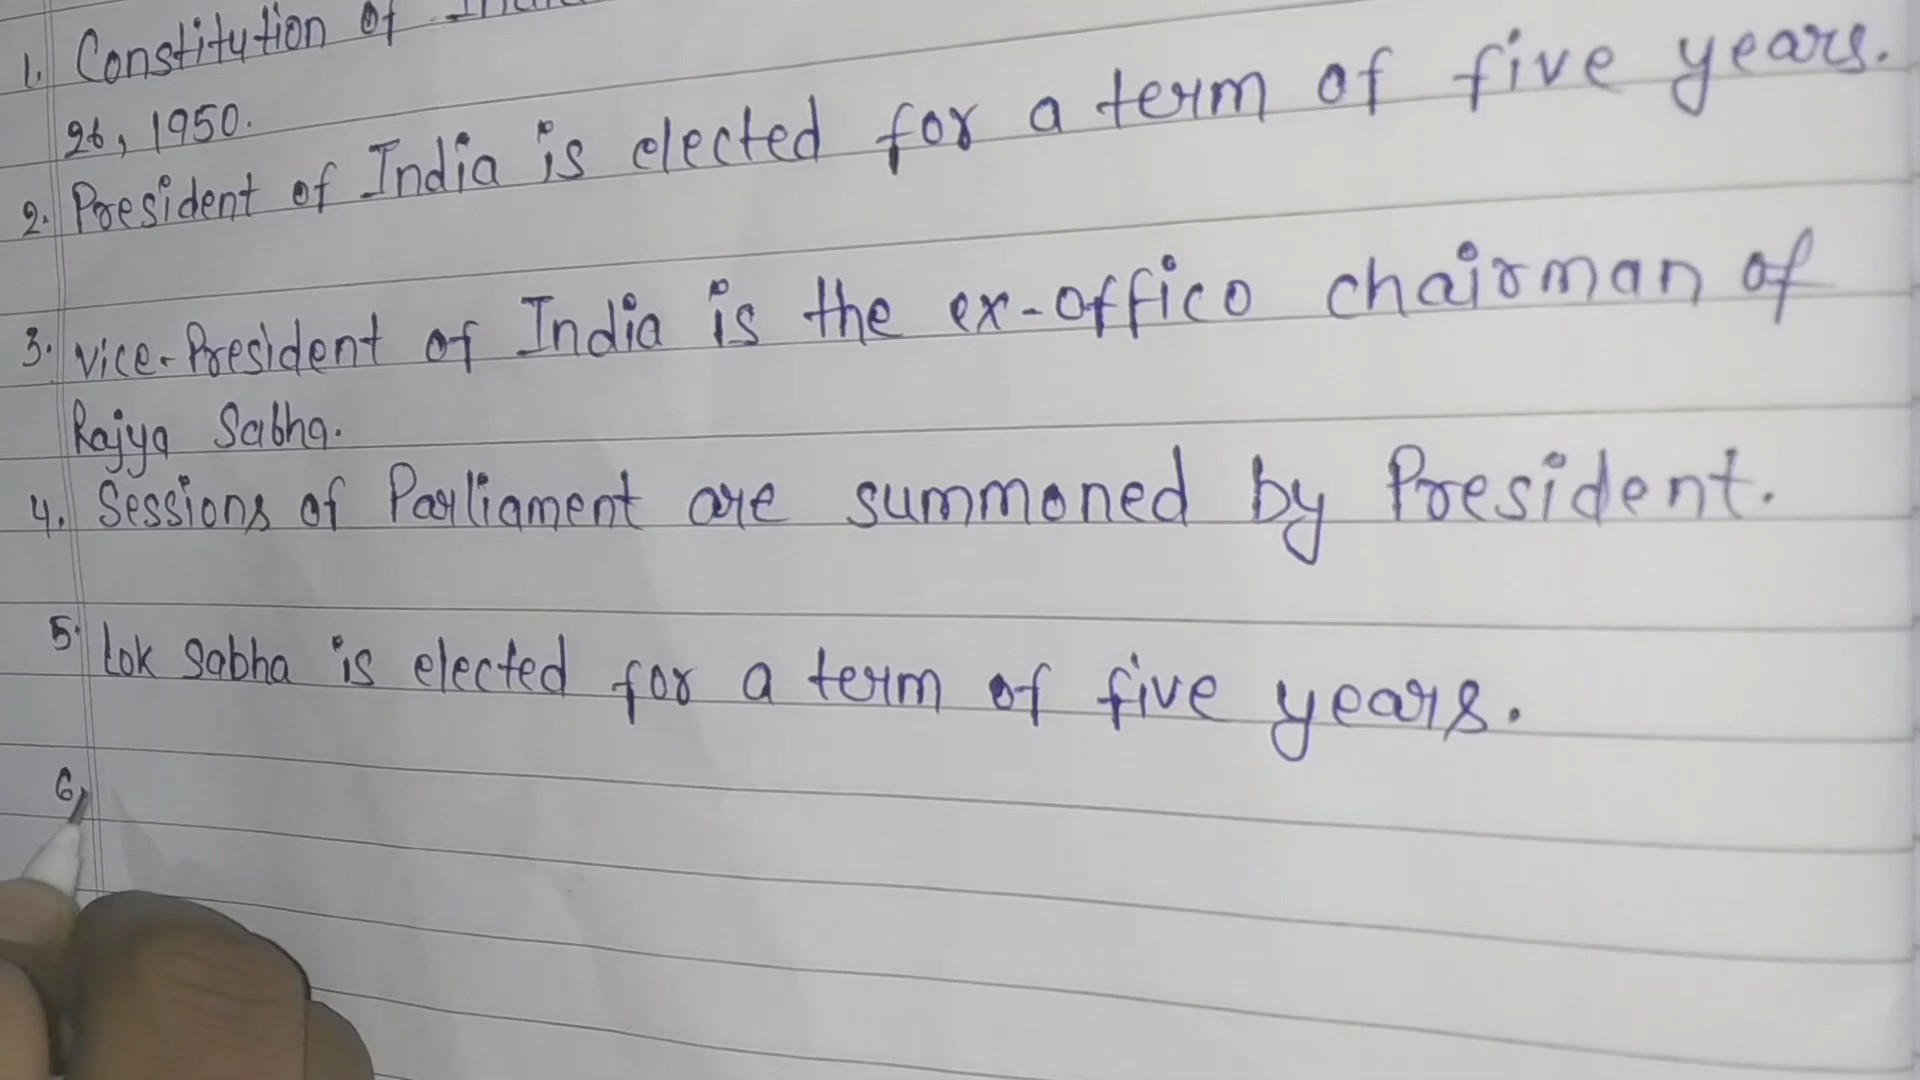 1. Constitution of
26, 1950.
2. President of India is elected for a term of five years.
3. vice-President of India is the ex-offico chairman of
Rajya Sabha.
4. Sessions of Parliament are summoned by President.
5. Lok Sabha is elected for a term of five years.
6.